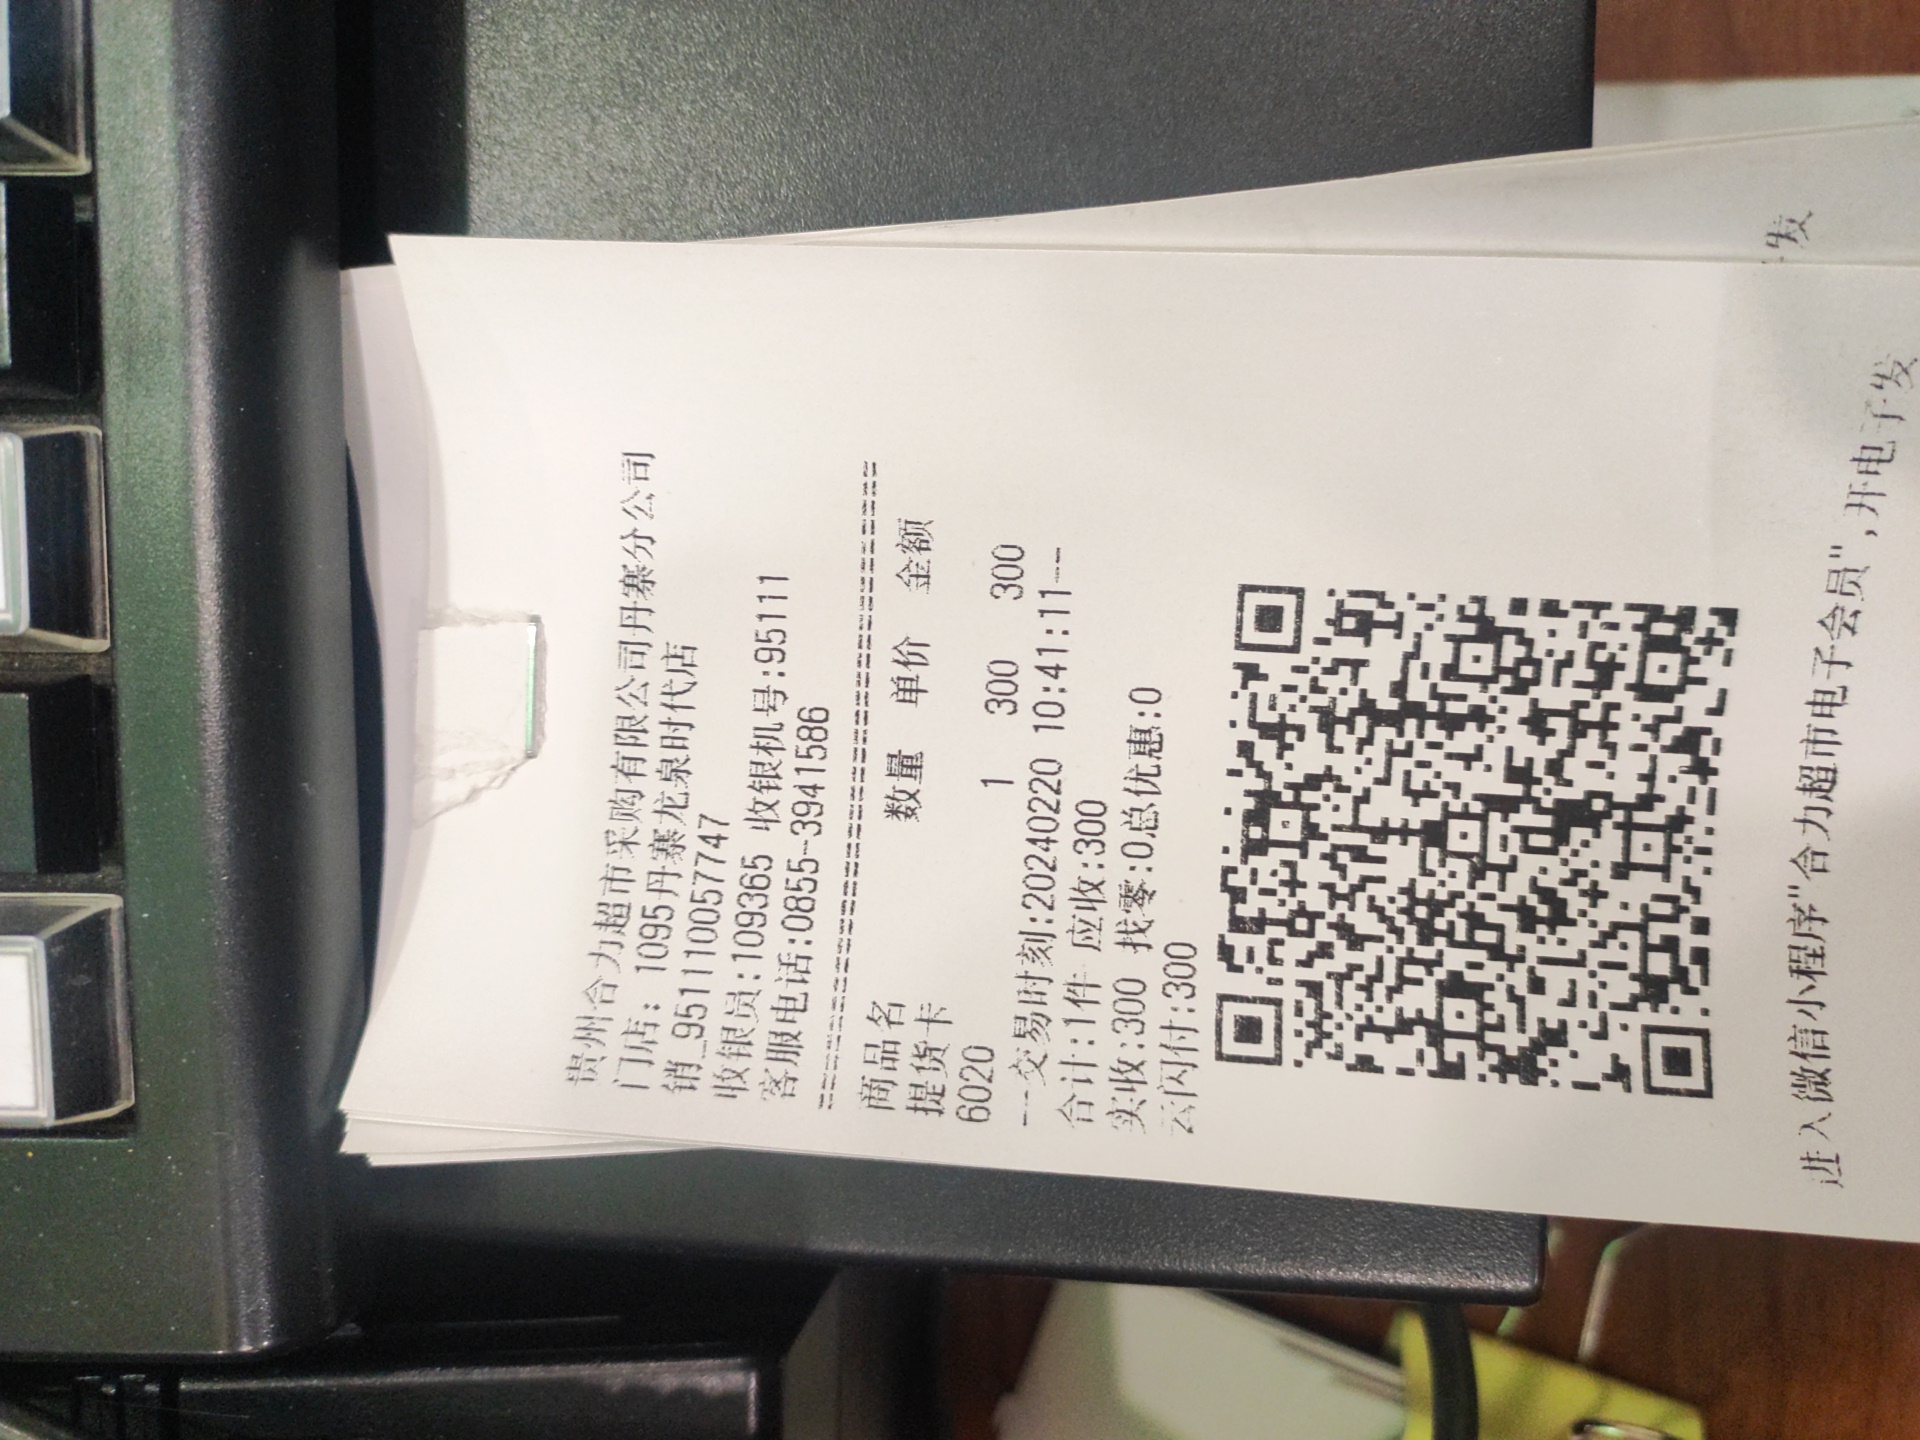 贵州合力超市采购有限公司丹寨分公司
门店: 1095丹寨龙泉时代店
销_9511110057747
收银员:109365 收银机号:95111
客服电话:0855-3941586
商品名 数量 单价 金额
提货卡
6020 1 300 300
--交易时刻:20240220 10:41:11--
合计:1件 应收:300
实收:300 找零:0总优惠:0
云闪付:300
进入微信小程序"合力超市电子会员",开电子发
发